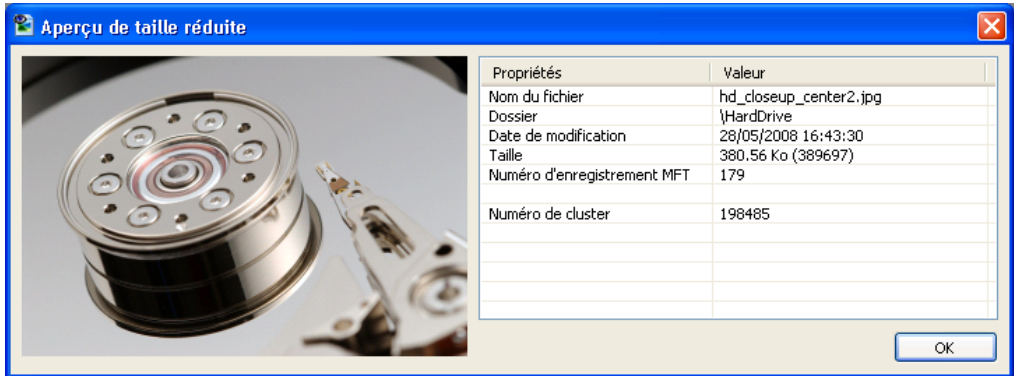 Aperçu de taille réduite
Propriétés Valeur
Nom du fichier hd_closeup_center2.jpg
Dossier \HardDrive
Date de modification 28/05/2008 16:43:30
Taille 380.56 Ko (389697)
Numéro d'enregistrement MFT 179
Numéro de cluster 198485
OK